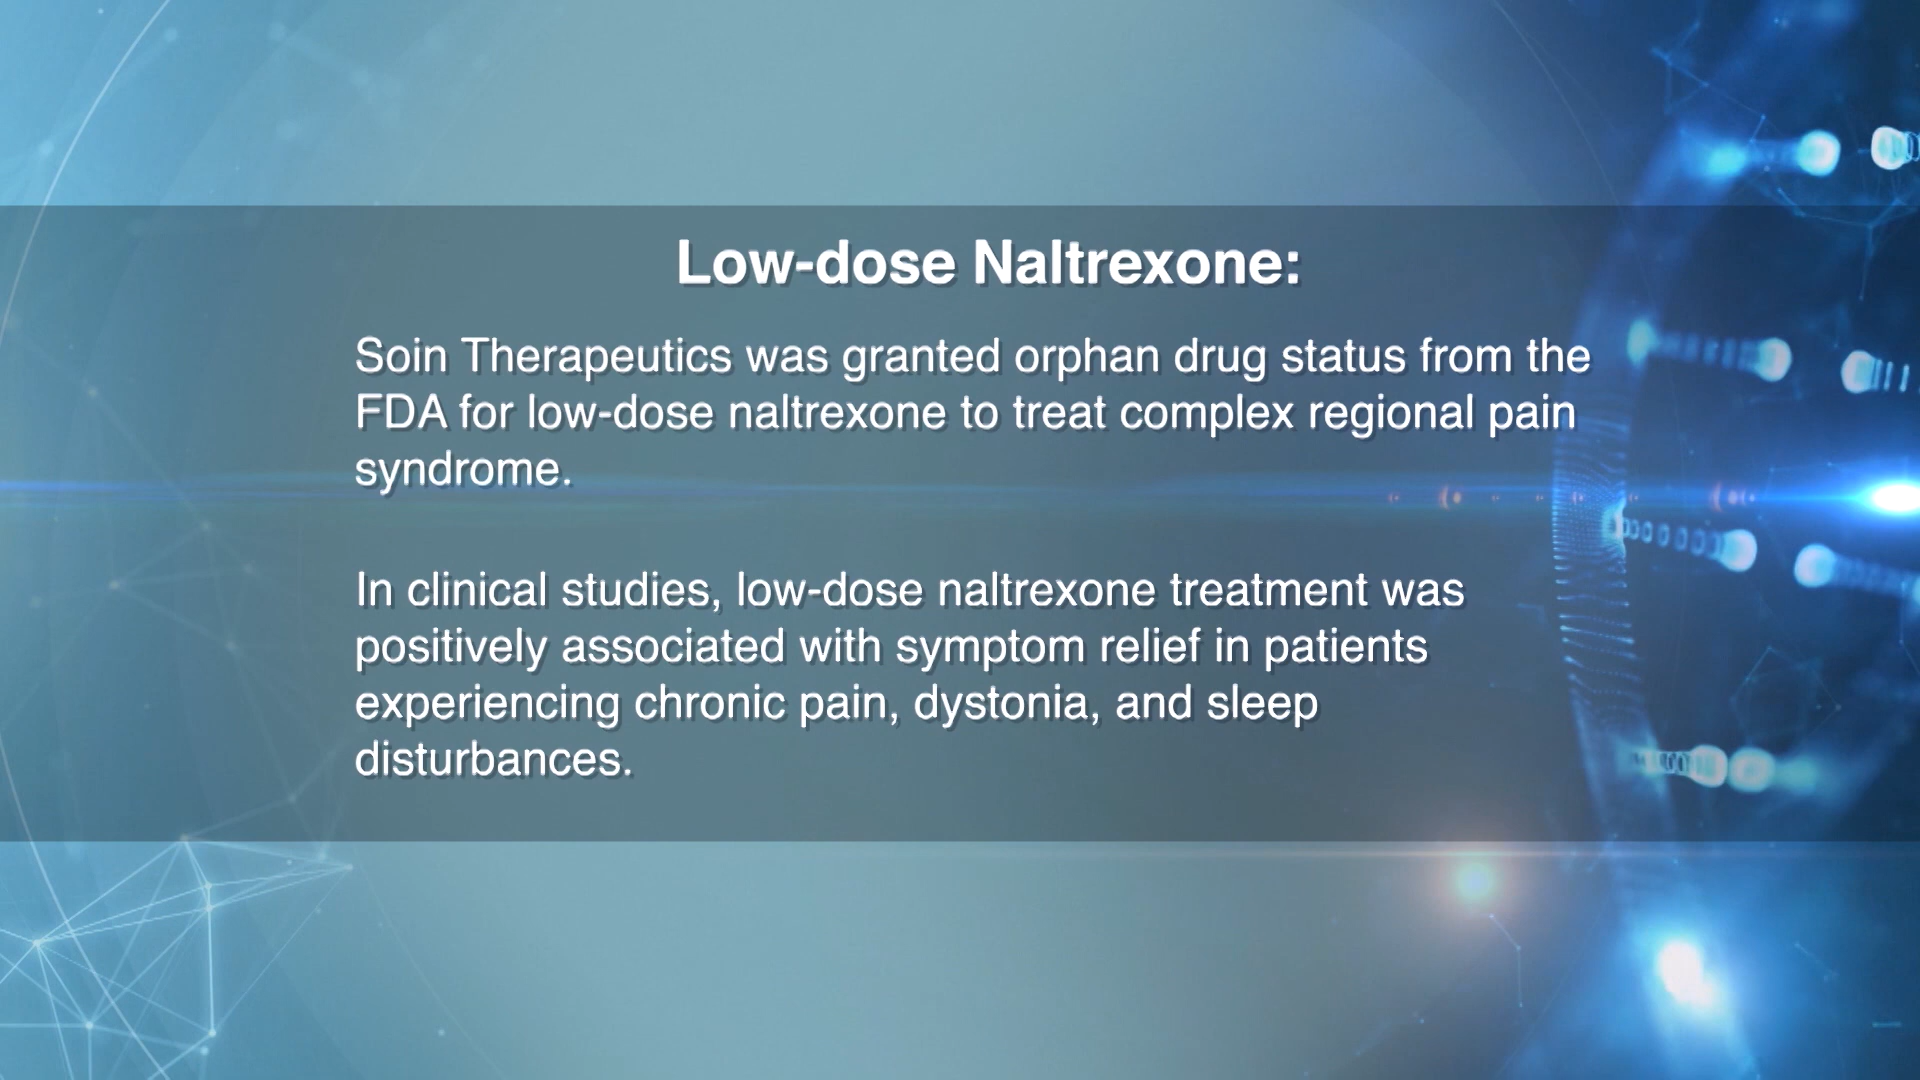 Low-dose Naltrexone:
Soin Therapeutics was granted orphan drug status from the
FDA for low-dose naltrexone to treat complex regional pain
syndrome.
In clinical studies, low-dose naltrexone treatment was
positively associated with symptom relief in patients
experiencing chronic pain, dystonia, and sleep
disturbances.